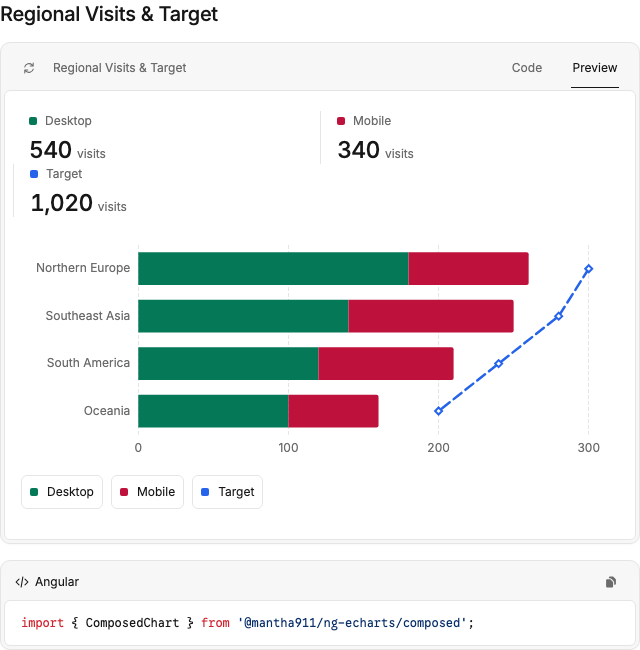 Regional Visits & Target
Regional Visits & Target
Code
Preview
Desktop
540 visits
Mobile
340 visits
Target
1,020 visits
Northern Europe
Southeast Asia
South America
Oceania
0 100 200 300
Desktop
Mobile
Target
</> Angular
import { ComposedChart } from '@mantha911/ng-echarts/composed';